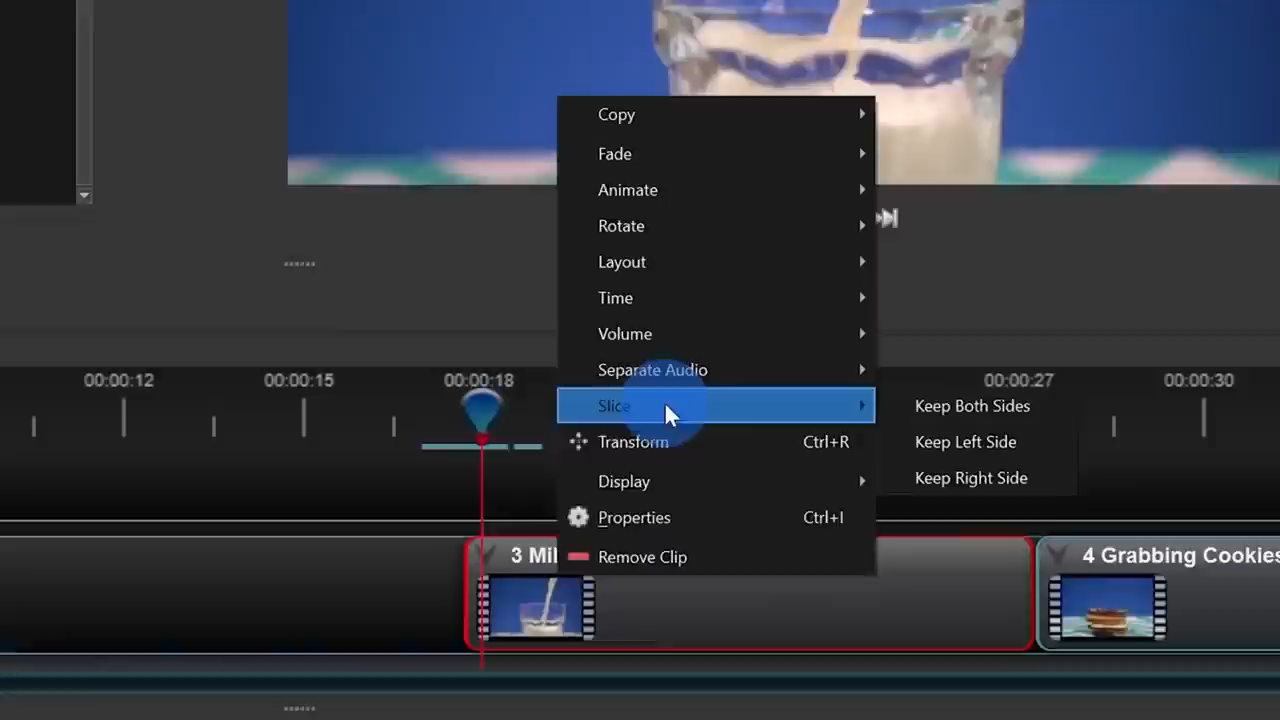 Copy
Fade
Animate
Rotate
Layout
Time
Volume
Separate Audio
00:00:12 00:00:15 00:00:18 00:00:27 00:00:30
Slice
Keep Both Sides
Transform Ctrl+R
Keep Left Side
Display
Keep Right Side
Properties Ctrl+I
3 Mil
Remove Clip
4 Grabbing Cookies